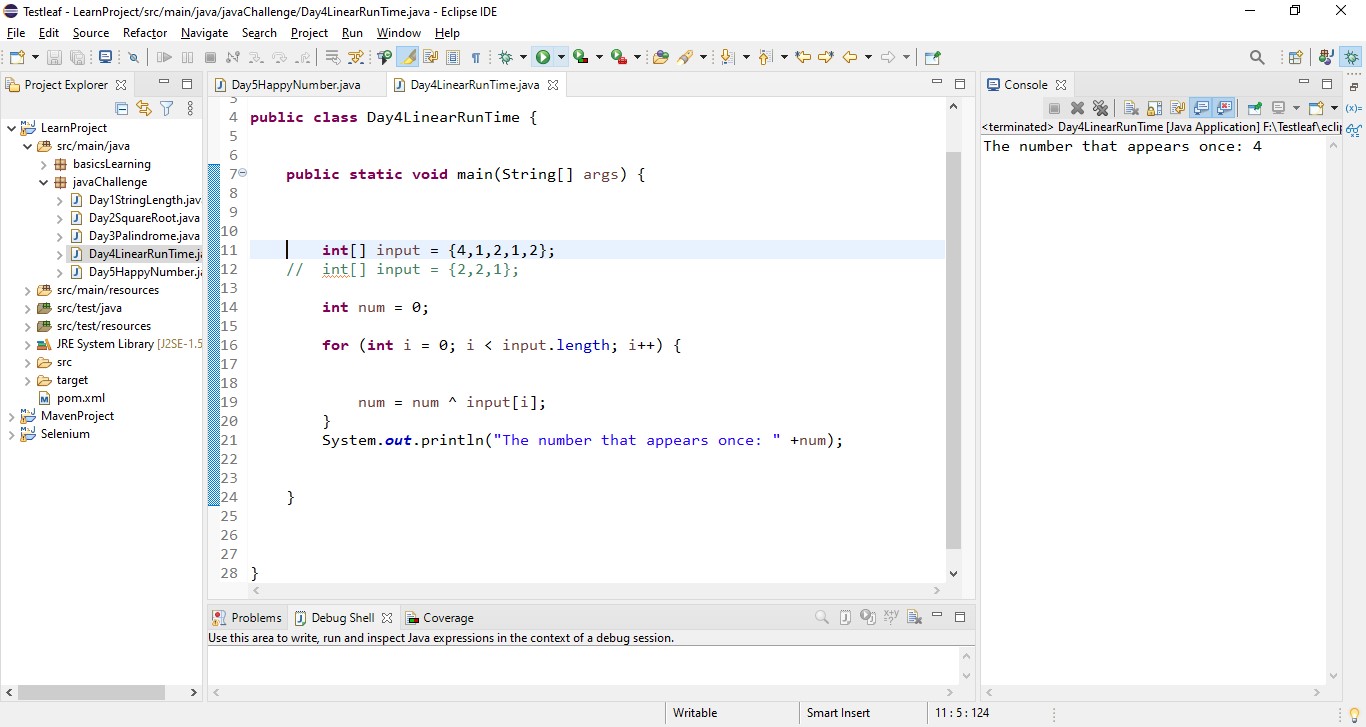 Testleaf - LearnProject/src/main/java/javaChallenge/Day4LinearRunTime.java - Eclipse IDE
File Edit Source Refactor Navigate Search Project Run Window Help
Project Explorer
LearnProject
src/main/java
basicsLearning
javaChallenge
Day1StringLength.jav
Day2SquareRoot.java
Day3Palindrome.java
Day4LinearRunTime.ja
Day5HappyNumber.ja
src/main/resources
src/test/java
src/test/resources
JRE System Library [J2SE-1.5
src
target
pom.xml
MavenProject
Selenium
Day5HappyNumber.java Day4LinearRunTime.java
3
4 public class Day4LinearRunTime {
5
6
7 public static void main(String[] args) {
8
9
10
11 int[] input = {4,1,2,1,2};
12 // int[] input = {2,2,1};
13
14 int num = 0;
15
16 for (int i = 0; i < input.length; i++) {
17
18
19 num = num ^ input[i];
20 }
21 System.out.println("The number that appears once: " +num);
22
23
24 }
25
26
27
28 }
Problems Debug Shell Coverage
Use this area to write, run and inspect Java expressions in the context of a debug session.
Console
<terminated> Day4LinearRunTime [Java Application] F:\Testleaf\eclip
The number that appears once: 4
Writable Smart Insert 11 : 5 : 124